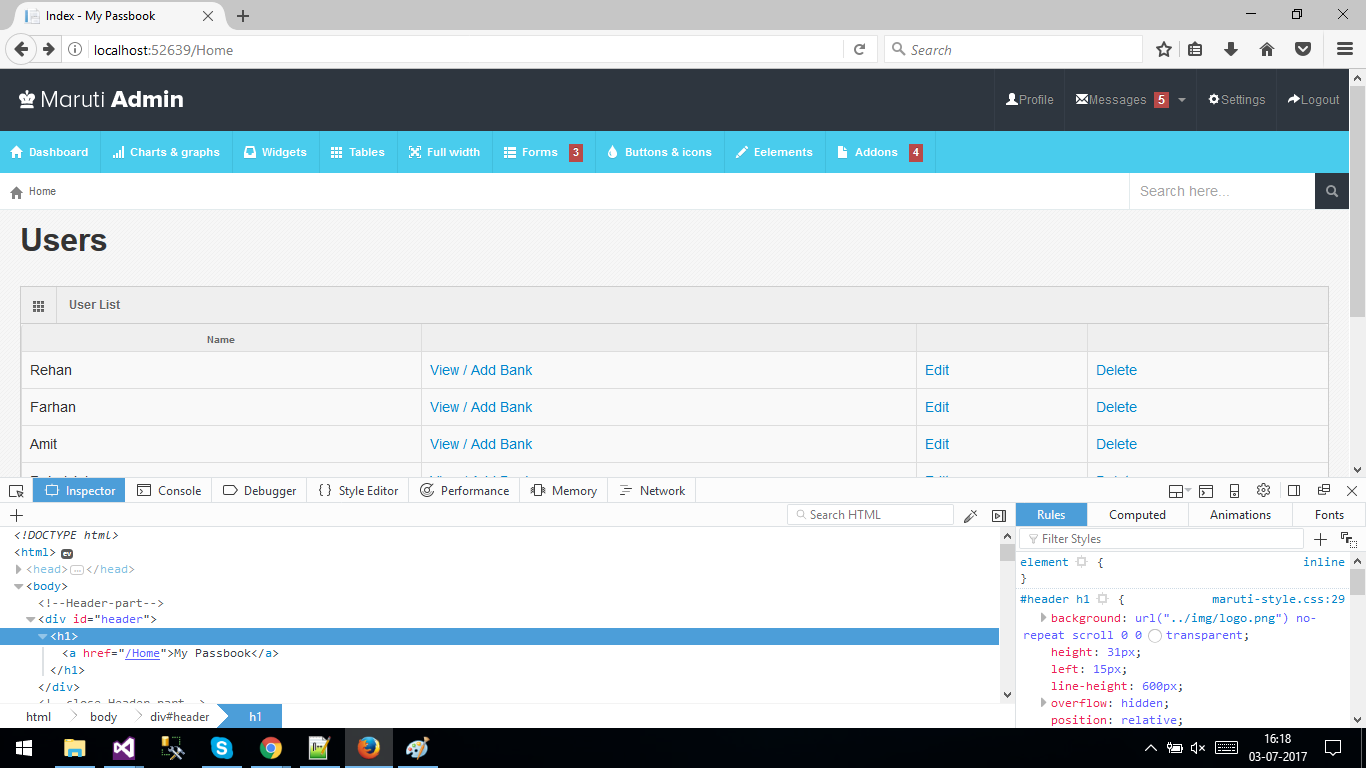 Index - My Passbook
localhost:52639/Home
Search
Maruti Admin
Profile
Messages 5
Settings
Logout
Dashboard
Charts & graphs
Widgets
Tables
Full width
Forms 3
Buttons & icons
Eelements
Addons 4
Home
Search here...
Users
User List
Name
Rehan View / Add Bank Edit Delete
Farhan View / Add Bank Edit Delete
Amit View / Add Bank Edit Delete
Inspector
Console
Debugger
{ } Style Editor
Performance
Memory
Network
Search HTML
Rules
Computed
Animations
Fonts
Filter Styles
<!DOCTYPE html>
<html> ev
<head>...</head>
<body>
<!--Header-part-->
<div id="header">
<h1>
<a href="/Home">My Passbook</a>
</h1>
</div>
<!--close-Header-part-->
element { inline
}
#header h1 { maruti-style.css:29
background: url("../img/logo.png") no-
repeat scroll 0 0 transparent;
height: 31px;
left: 15px;
line-height: 600px;
overflow: hidden;
position: relative;
html
body
div#header
h1
16:18
03-07-2017